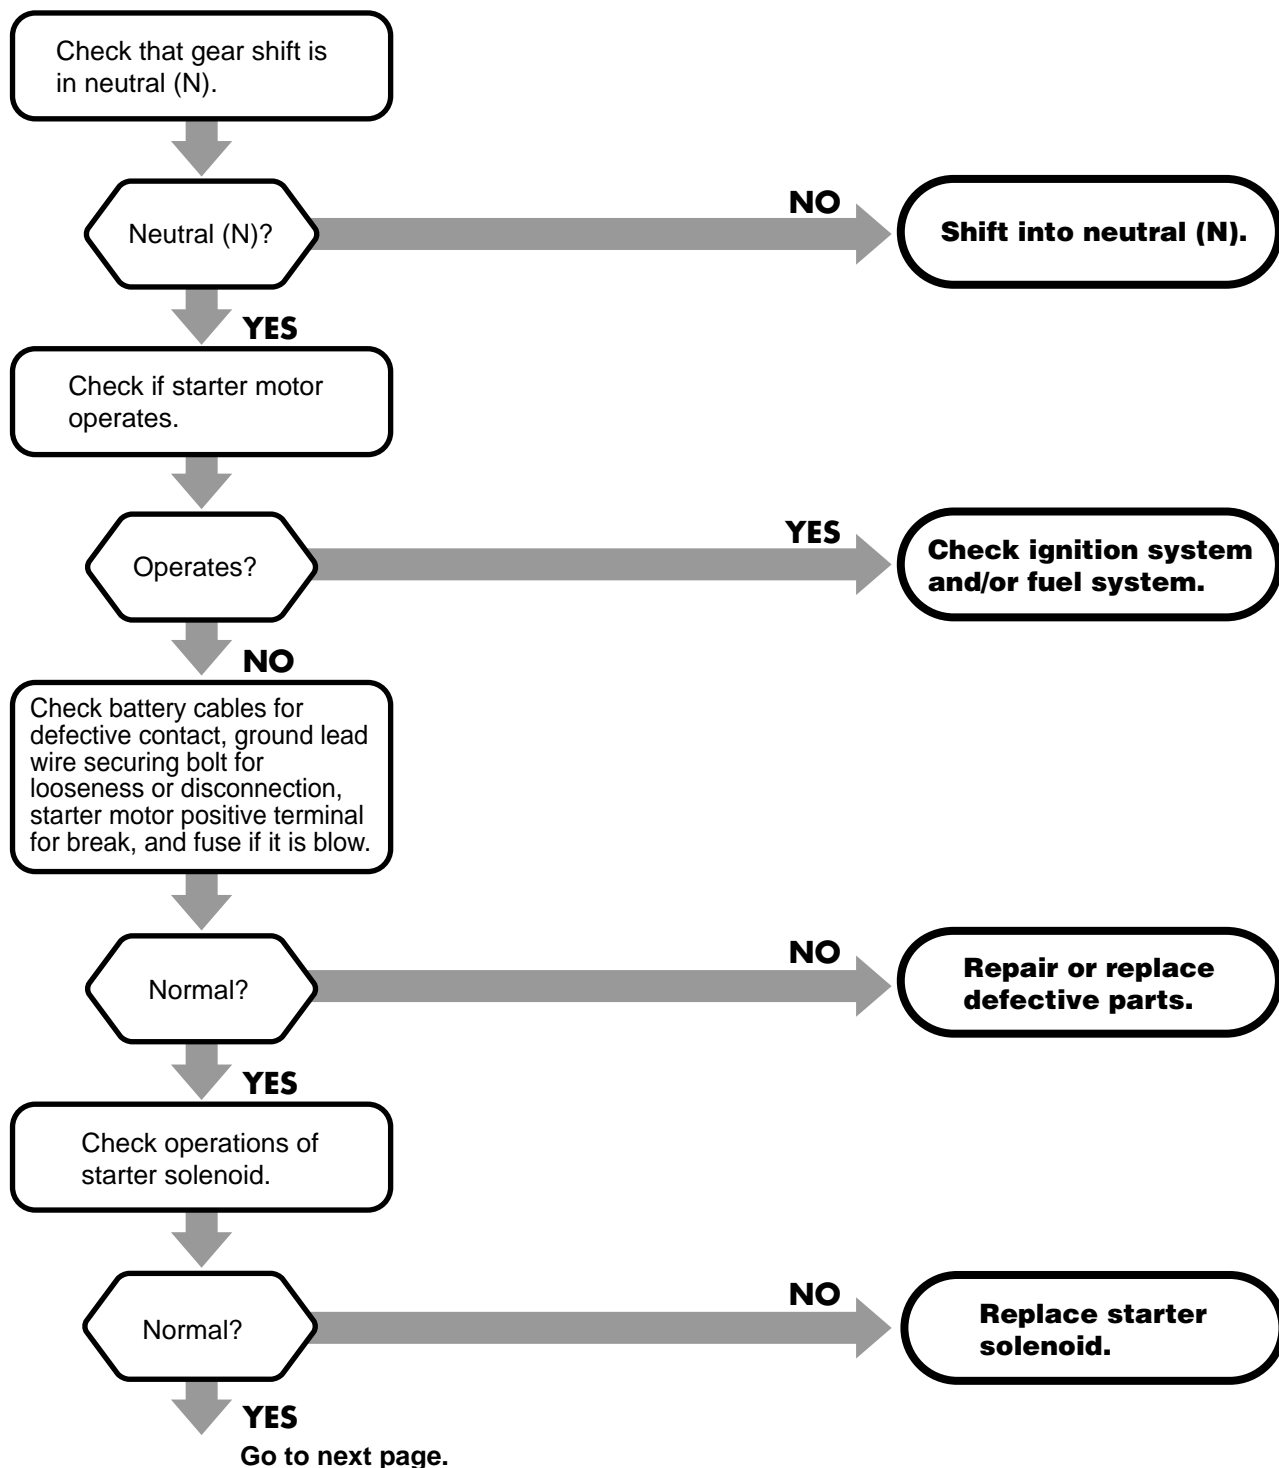 Check that gear shift is
in neutral (N).
Neutral (N)?
NO
Shift into neutral (N).
YES
Check if starter motor
operates.
Operates?
YES
Check ignition system
and/or fuel system.
NO
Check battery cables for
defective contact, ground lead
wire securing bolt for
looseness or disconnection,
starter motor positive terminal
for break, and fuse if it is blow.
Normal?
NO
Repair or replace
defective parts.
YES
Check operations of
starter solenoid.
Normal?
NO
Replace starter
solenoid.
YES
Go to next page.